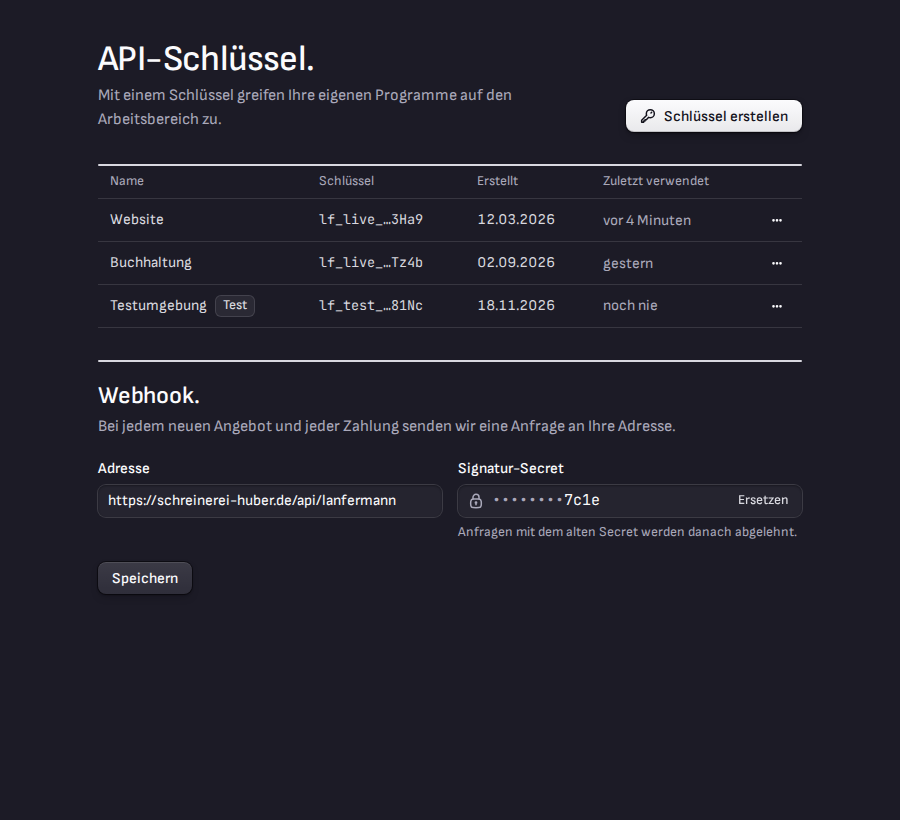 API-Schlüssel.
Mit einem Schlüssel greifen Ihre eigenen Programme auf den
Arbeitsbereich zu.
Schlüssel erstellen
Name Schlüssel Erstellt Zuletzt verwendet
Website lf_live_…3Ha9 12.03.2026 vor 4 Minuten
Buchhaltung lf_live_…Tz4b 02.09.2026 gestern
Testumgebung Test lf_test_…81Nc 18.11.2026 noch nie
Webhook.
Bei jedem neuen Angebot und jeder Zahlung senden wir eine Anfrage an Ihre Adresse.
Adresse Signatur-Secret
https://schreinerei-huber.de/api/lanfermann ••••••••7c1e Ersetzen
Anfragen mit dem alten Secret werden danach abgelehnt.
Speichern